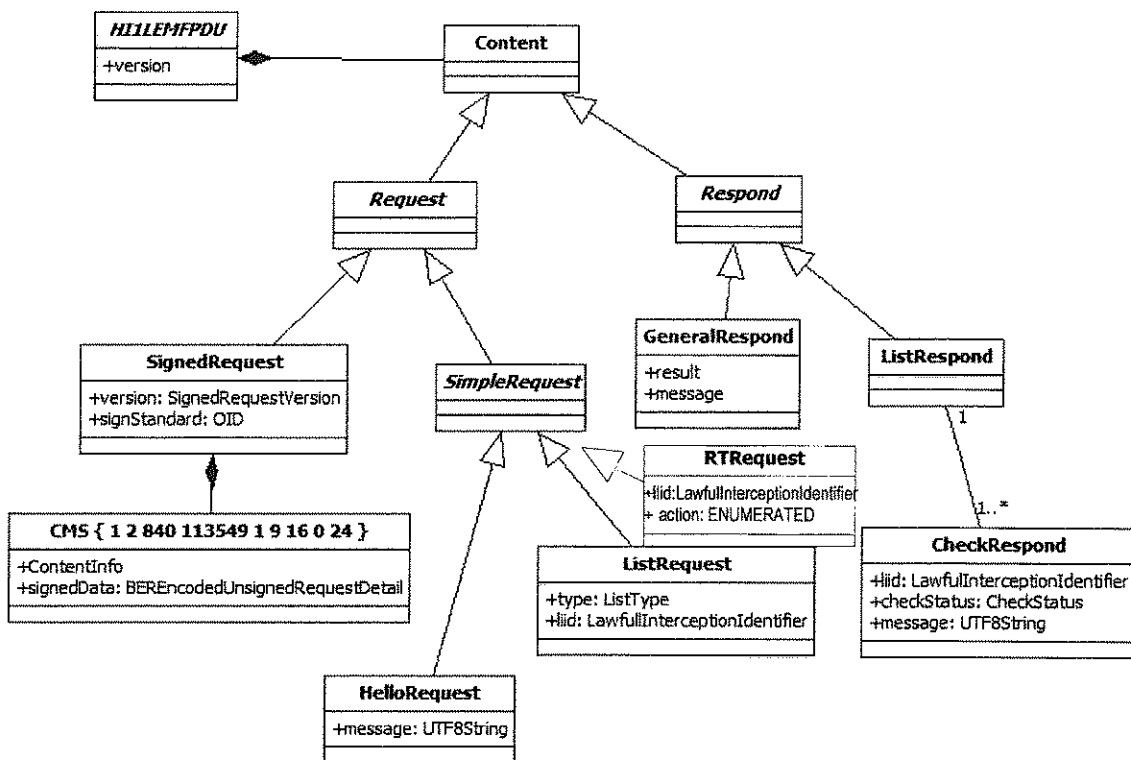 HI1LEMFPDU
+version
Content
Request
Respond
SignedRequest
+version: SignedRequestVersion
+signStandard: OID
SimpleRequest
GeneralRespond
+result
+message
ListRespond
1
1..*
RTRequest
+liid:LawfullInterceptionIdentifier
+ action: ENUMERATED
CMS { 1 2 840 113549 1 9 16 0 24 }
+ContentInfo
+signedData: BEREncodedUnsignedRequestDetail
ListRequest
+type: ListType
+liid: LawfullInterceptionIdentifier
CheckRespond
+liid: LawfulInterceptionIdentifier
+checkStatus: CheckStatus
+message: UTF8String
HelloRequest
+message: UTF8String